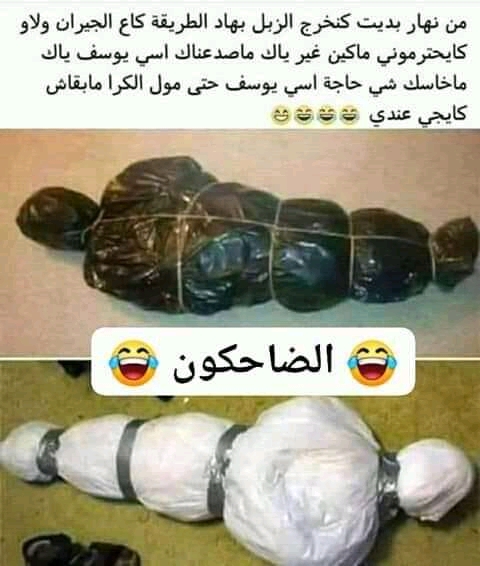 من نهار بديت كنخرج الزبل بهاد الطريقة كاع الجيران ولاو
كايحترموني ماكين غير ياك ماصدعناك اسي يوسف ياك
ماخاسك شي حاجة اسي يوسف حتى مول الكرا مابقاش
كايجي عندي 😂😂😂😁
😂 الضاحكون 😂